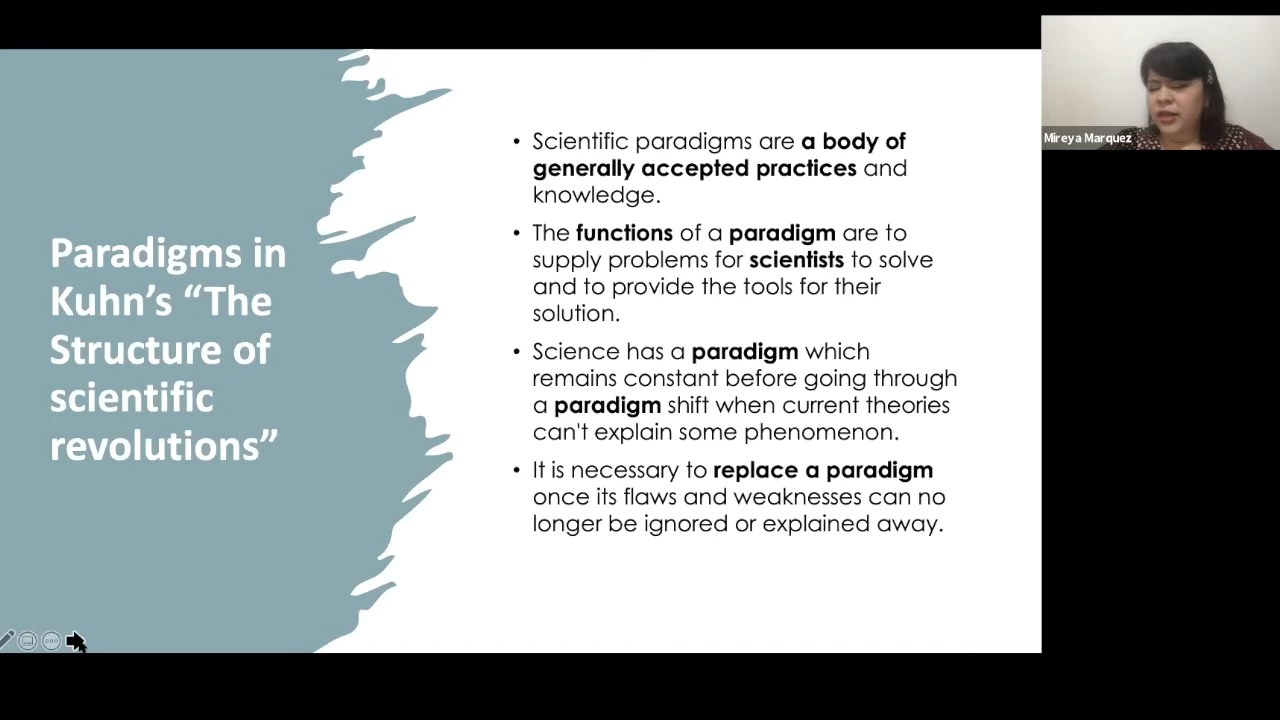 Paradigms in
Kuhn’s “The
Structure of
scientific
revolutions”
• Scientific paradigms are a body of
generally accepted practices and
knowledge.
• The functions of a paradigm are to
supply problems for scientists to solve
and to provide the tools for their
solution.
• Science has a paradigm which
remains constant before going through
a paradigm shift when current theories
can't explain some phenomenon.
• It is necessary to replace a paradigm
once its flaws and weaknesses can no
longer be ignored or explained away.
Mireya Marquez